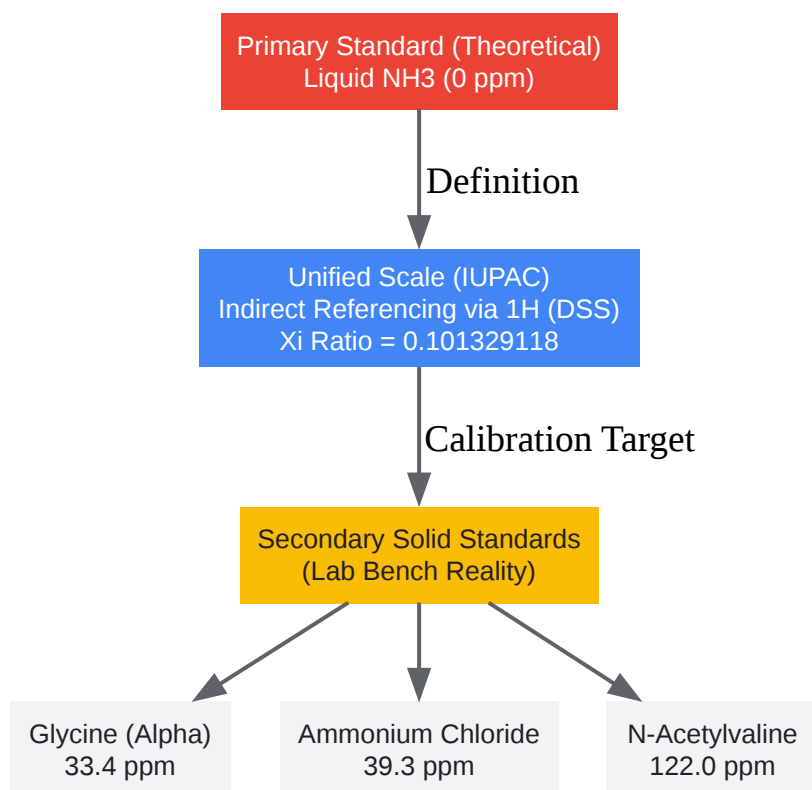 Primary Standard (Theoretical)
Liquid NH3 (0 ppm)
Definition
Unified Scale (IUPAC)
Indirect Referencing via 1H (DSS)
Xi Ratio = 0.101329118
Calibration Target
Secondary Solid Standards
(Lab Bench Reality)
Glycine (Alpha)
33.4 ppm
Ammonium Chloride
39.3 ppm
N-Acetylvaline
122.0 ppm